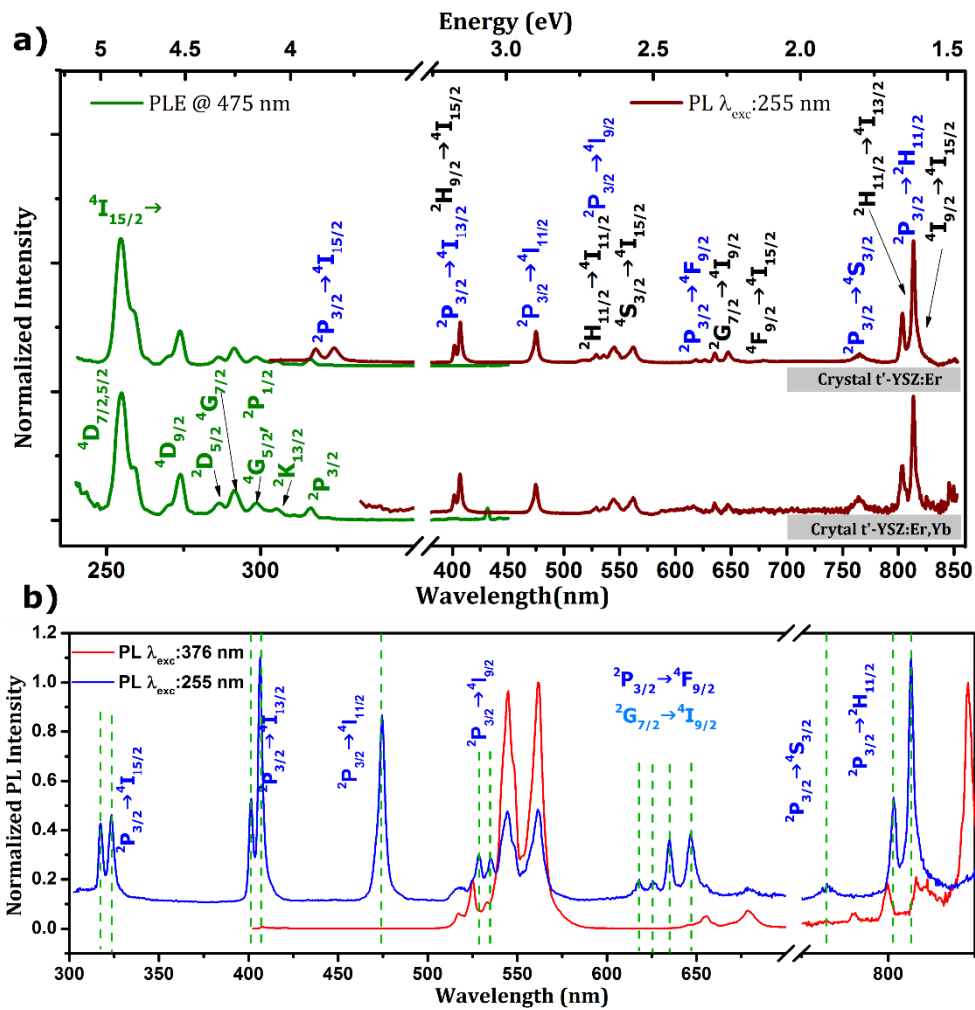 a)
Energy (eV)
5 4.5 4 3.0 2.5 2.0 1.5
PLE @ 475 nm
PL λexc:255 nm
Normalized Intensity
⁴I15/2→
²P3/2→⁴I15/2
²H9/2→⁴I15/2
²P3/2→⁴I13/2
²P3/2→⁴I11/2
²P3/2→⁴I9/2
²H11/2→⁴I11/2
⁴S3/2→⁴I15/2
²P3/2→⁴F9/2
²G7/2→⁴I9/2
⁴F9/2→⁴I15/2
²P3/2→⁴S3/2
²H11/2→⁴I13/2
²P3/2→²H11/2
⁴I9/2→⁴I15/2
Crystal t'-YSZ:Er
⁴D7/2,5/2
⁴D9/2
²D5/2
⁴G7/2
⁴G5/2, ²P1/2
²K13/2
²P3/2
Crytal t'-YSZ:Er,Yb
250 300 400 450 500 550 600 650 700 750 800 850
Wavelength(nm)
b)
1.2
1.0
0.8
0.6
0.4
0.2
0.0
Normalized PL Intensity
PL λexc:376 nm
PL λexc:255 nm
²P3/2→⁴I15/2
²P3/2→⁴I13/2
²P3/2→⁴I11/2
²P3/2→⁴I9/2
²P3/2→⁴F9/2
²G7/2→⁴I9/2
²P3/2→⁴S3/2
²P3/2→²H11/2
300 350 400 450 500 550 600 650 800
Wavelength (nm)